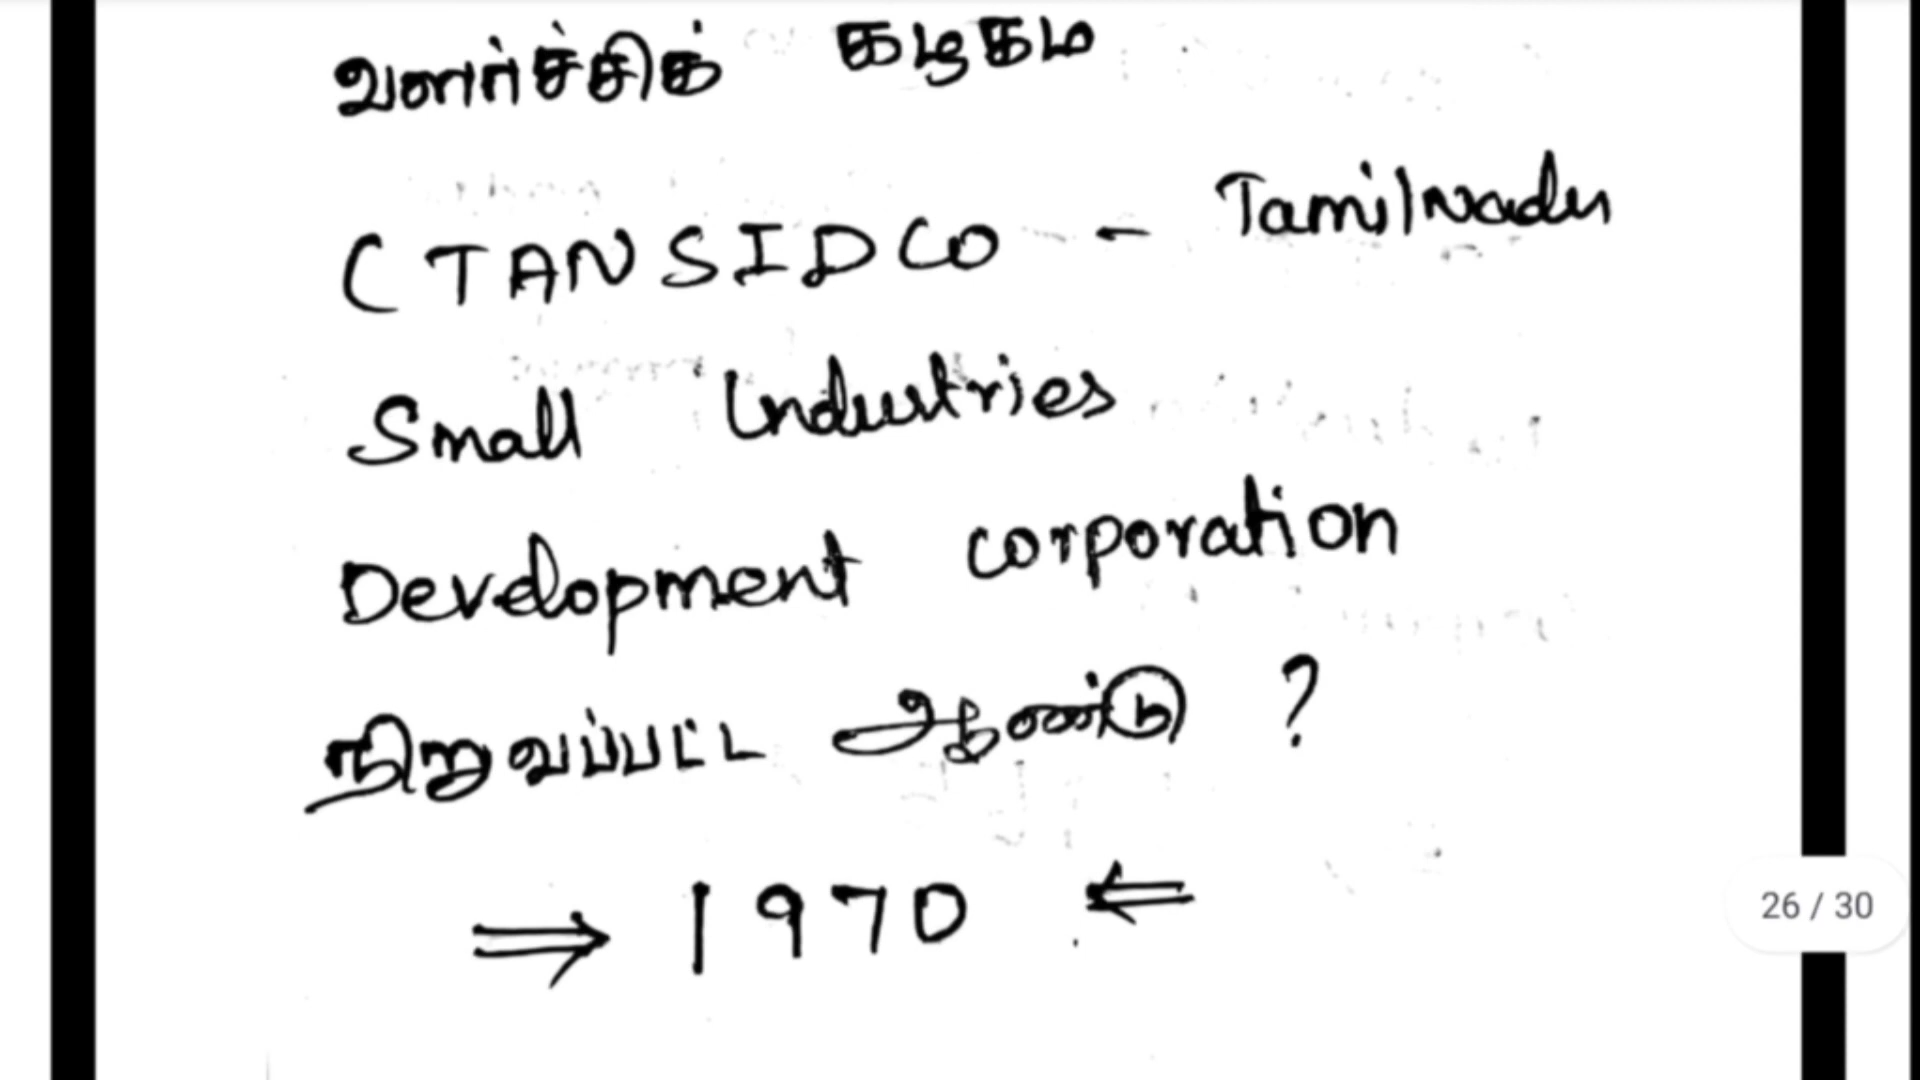 வளர்ச்சிக் கழகம்
(TANSIDCO - Tamilnadu
Small Industries
Development corporation
நிறுவப்பட்ட ஆண்டு ?
⇒ 1970 ⇐
26 / 30